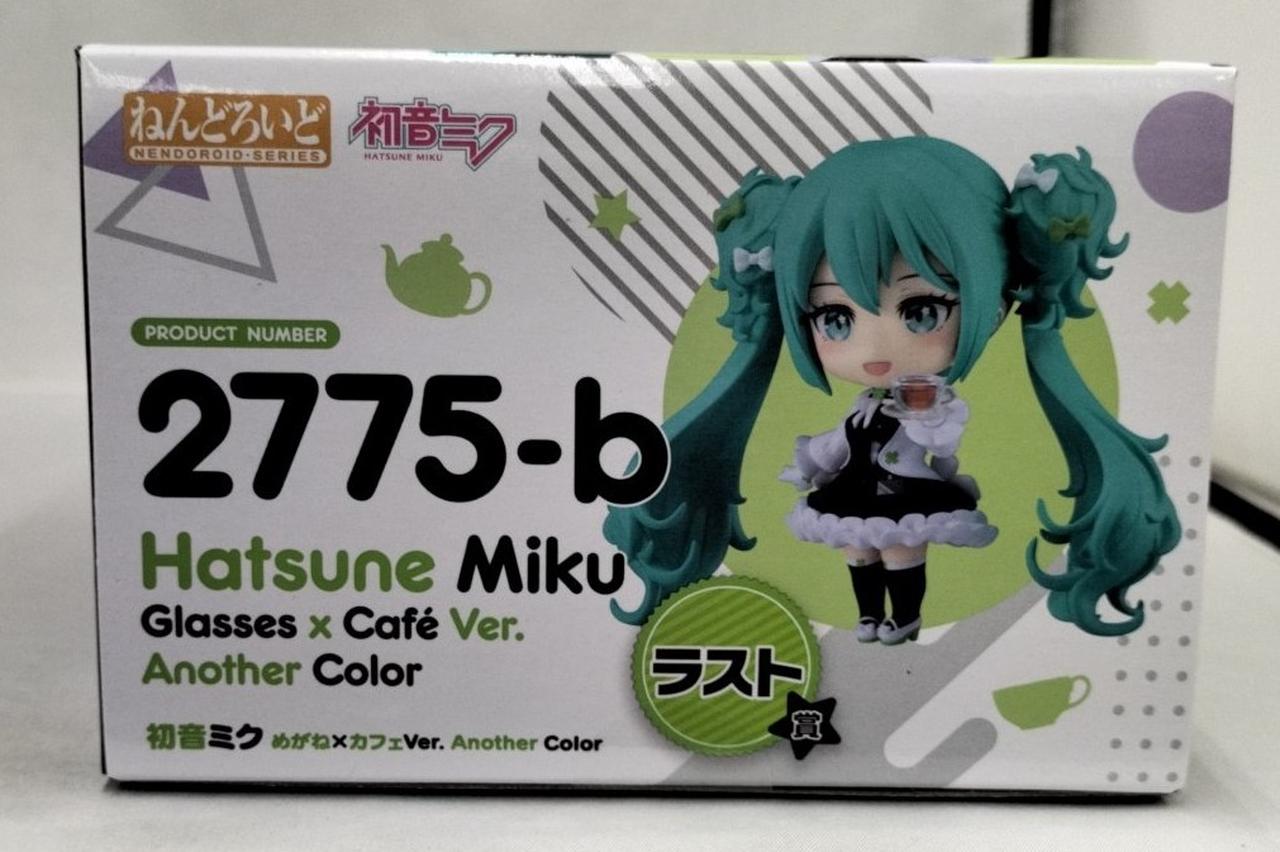 ねんどろいど
NENDOROID・SERIES
初音ミク
HATSUNE MIKU
PRODUCT NUMBER
2775-b
Hatsune Miku
Glasses x Café Ver.
Another Color
初音ミク めがね×カフェVer. Another Color
ラスト
賞